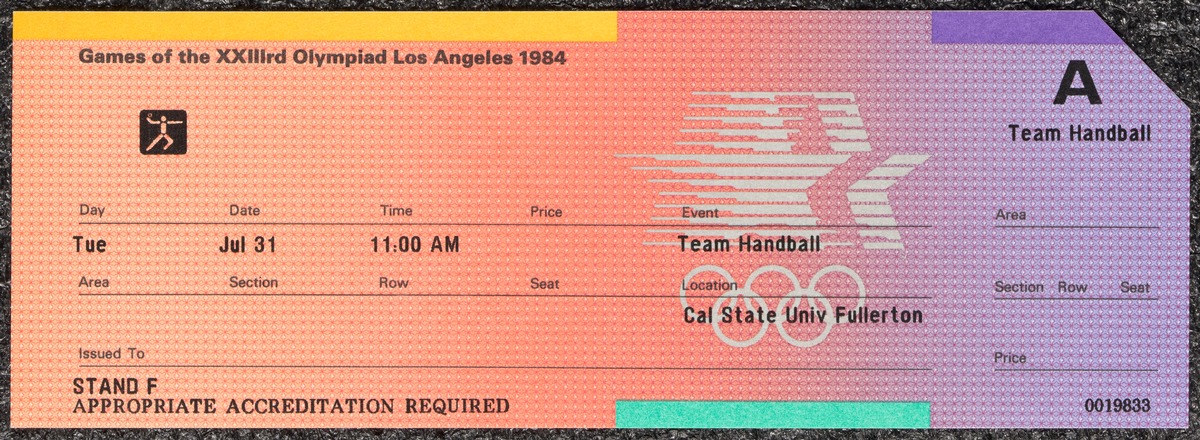 Games of the XXIIIrd Olympiad Los Angeles 1984
A
Team Handball
Day Date Time Price Event Area
Tue Jul 31 11:00 AM Team Handball
Area Section Row Seat Location Section Row Seat
Cal State Univ Fullerton
Issued To Price
STAND F
APPROPRIATE ACCREDITATION REQUIRED 0019833